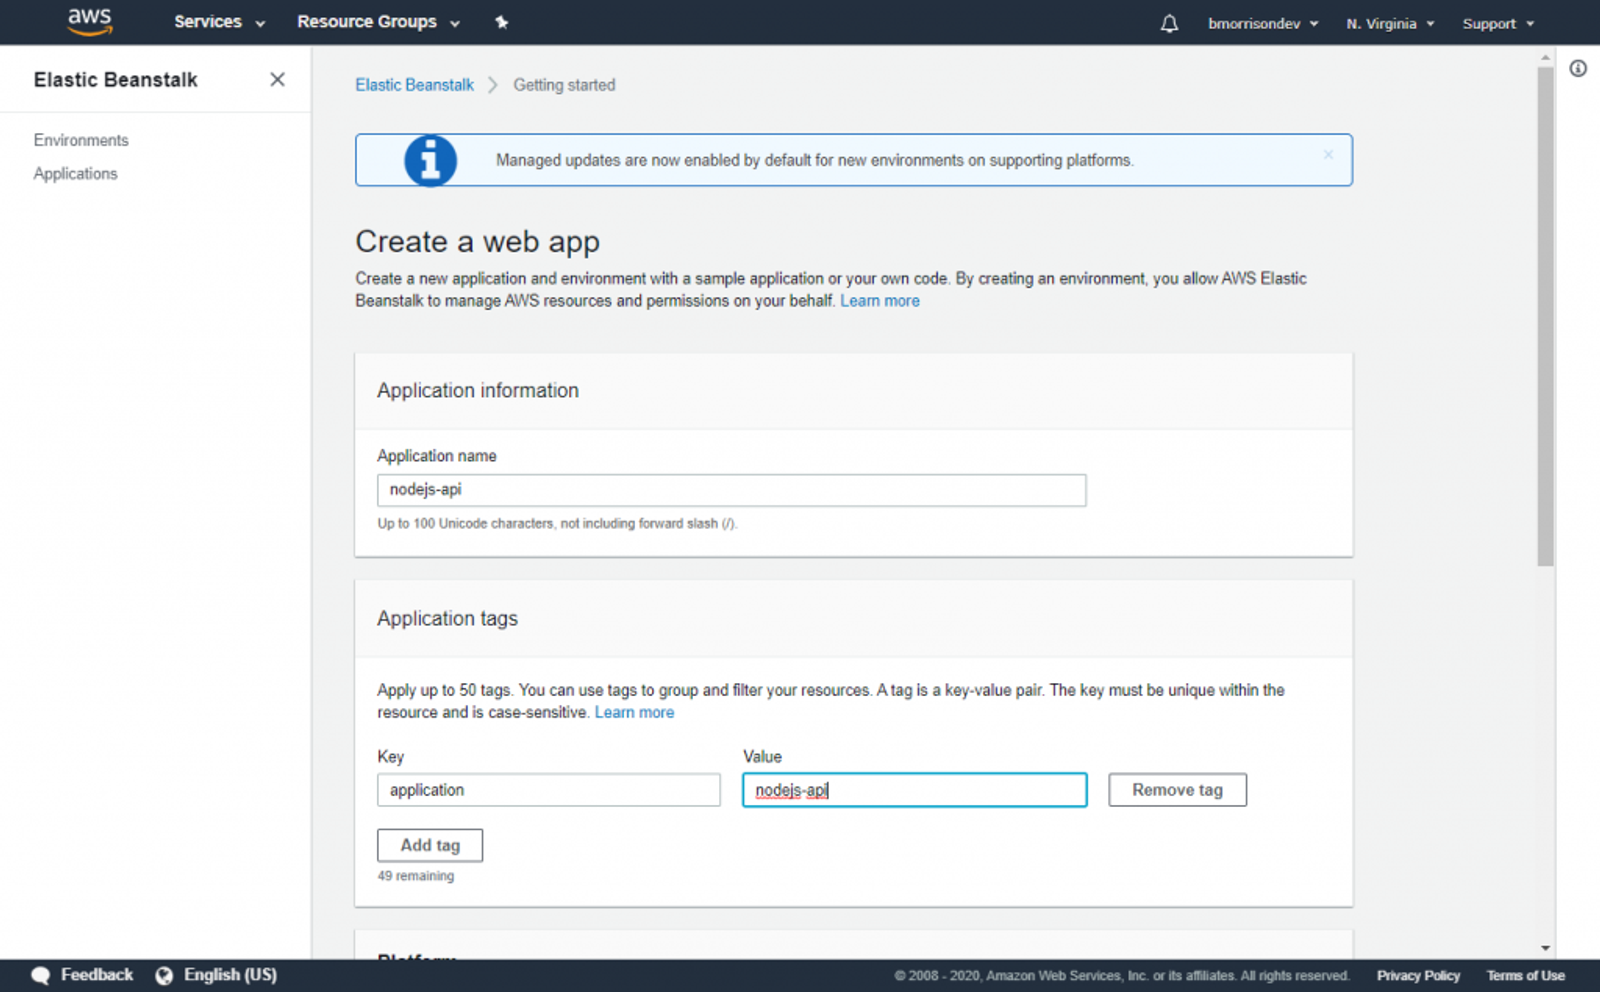 aws
Services
Resource Groups
bmorrisondev
N. Virginia
Support
Elastic Beanstalk
Environments
Applications
Elastic Beanstalk
Getting started
Managed updates are now enabled by default for new environments on supporting platforms.
Create a web app
Create a new application and environment with a sample application or your own code. By creating an environment, you allow AWS Elastic
Beanstalk to manage AWS resources and permissions on your behalf. Learn more
Application information
Application name
nodejs-api
Up to 100 Unicode characters, not including forward slash (/).
Application tags
Apply up to 50 tags. You can use tags to group and filter your resources. A tag is a key-value pair. The key must be unique within the
resource and is case-sensitive. Learn more
Key
Value
application
nodejs-api
Remove tag
Add tag
49 remaining
Platform
Feedback
English (US)
© 2008 - 2020, Amazon Web Services, Inc. or its affiliates. All rights reserved.
Privacy Policy
Terms of Use